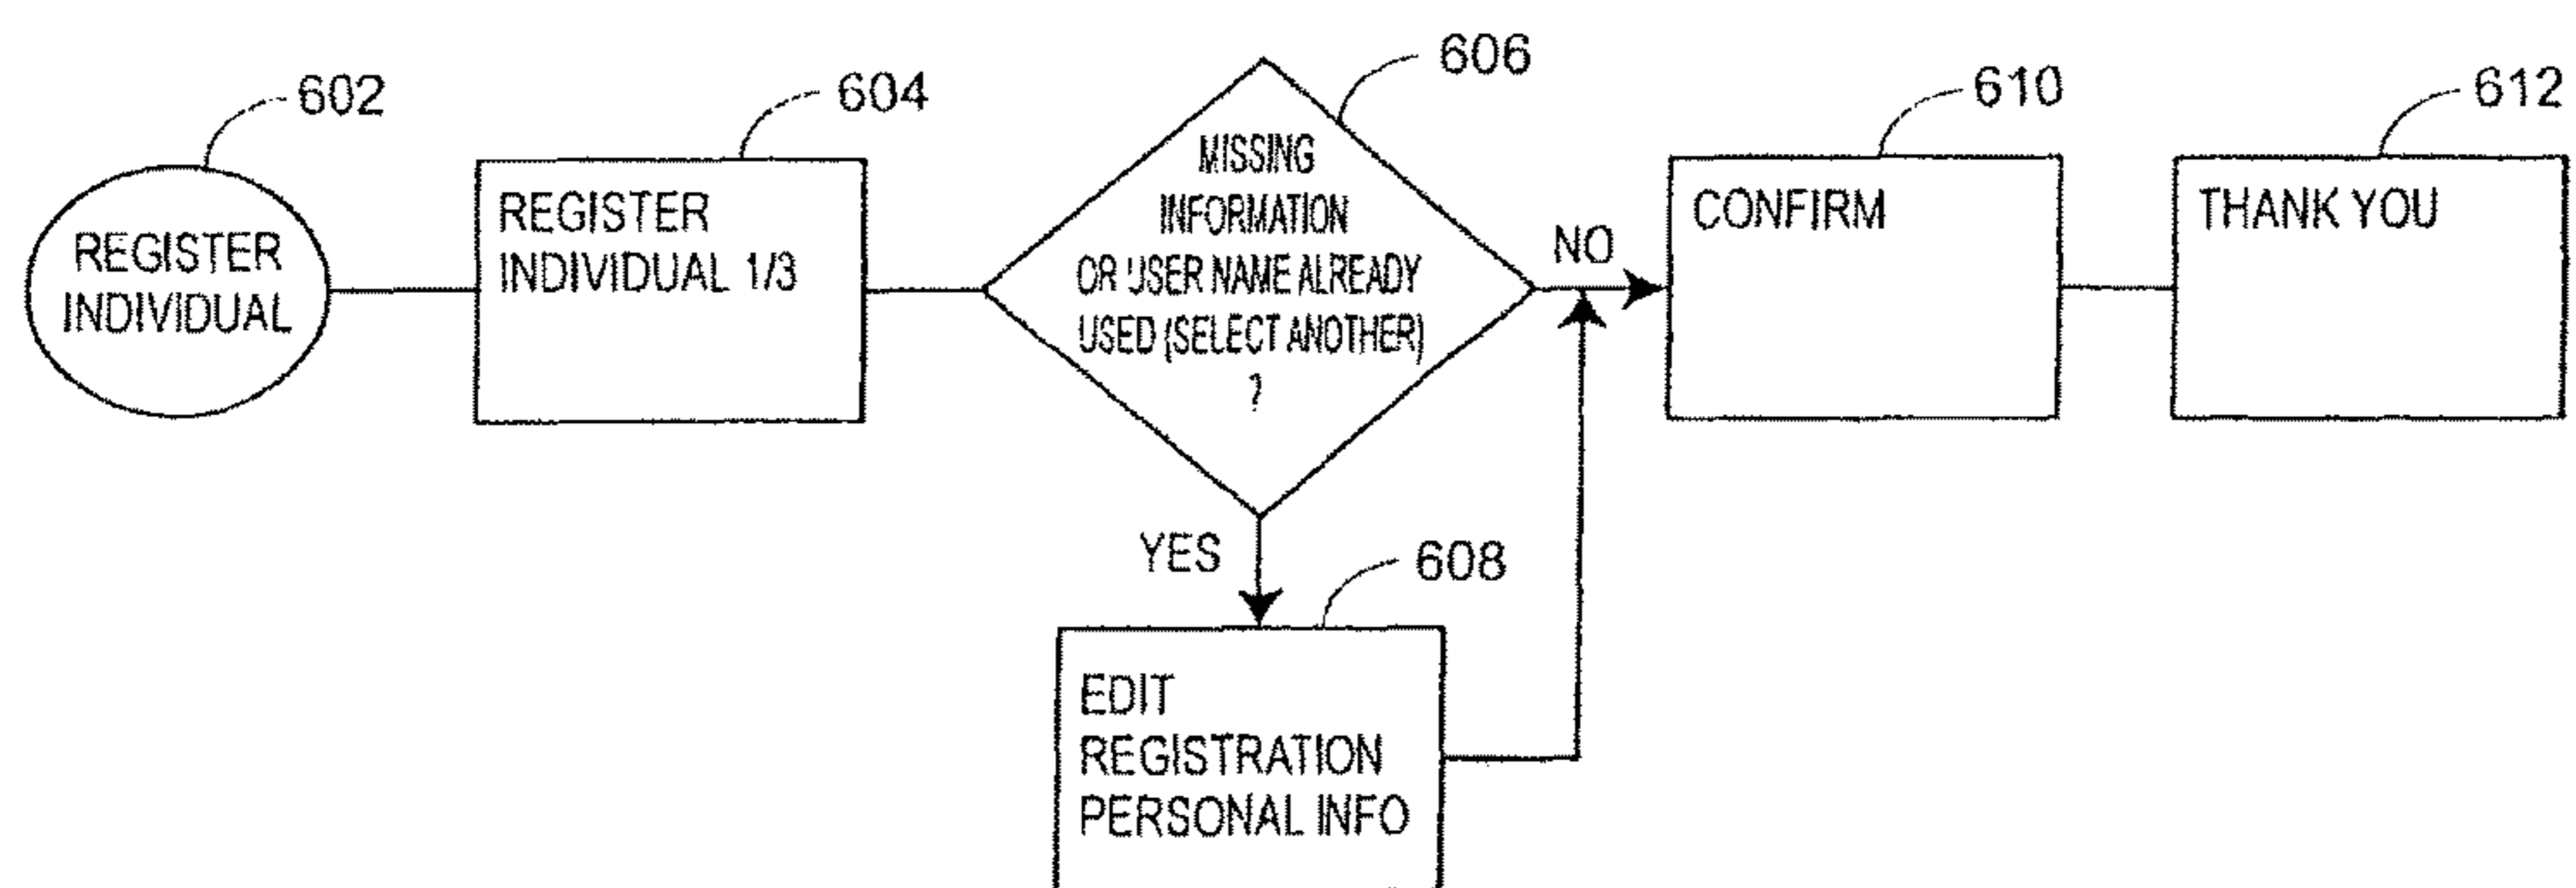 602
REGISTER
INDIVIDUAL
604
REGISTER
INDIVIDUAL 1/3
606
MISSING
INFORMATION
OR USER NAME ALREADY
USED (SELECT ANOTHER)
?
NO
YES
608
EDIT
REGISTRATION
PERSONAL INFO
610
CONFIRM
612
THANK YOU